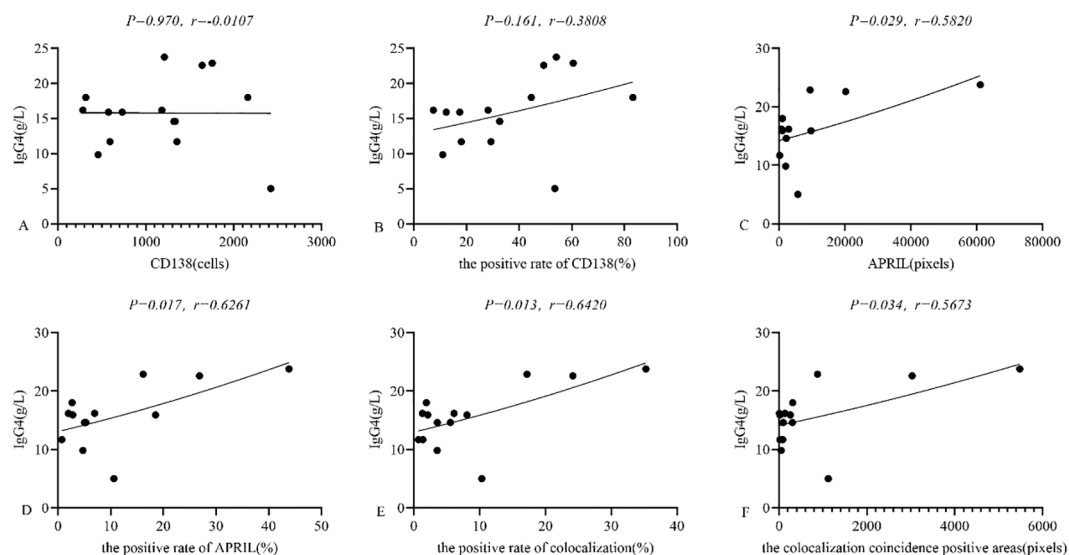 P=0.970, r=-0.0107
IgG4(g/L)
25
20
15
10
5
0
A
0
1000
2000
3000
CD138(cells)
P=0.161, r=0.3808
IgG4(g/L)
25
20
15
10
5
0
B
0
20
40
60
80
100
the positive rate of CD138(%)
P=0.029, r=0.5820
IgG4(g/L)
30
20
10
0
C
0
20000
40000
60000
80000
APRIL(pixels)
P=0.017, r=0.6261
IgG4(g/L)
30
20
10
0
D
0
10
20
30
40
50
the positive rate of APRIL(%)
P=0.013, r=0.6420
IgG4(g/L)
30
20
10
0
E
0
10
20
30
40
the positive rate of colocalization(%)
P=0.034, r=0.5673
IgG4(g/L)
30
20
10
0
F
0
2000
4000
6000
the colocalization coincidence positive areas(pixels)